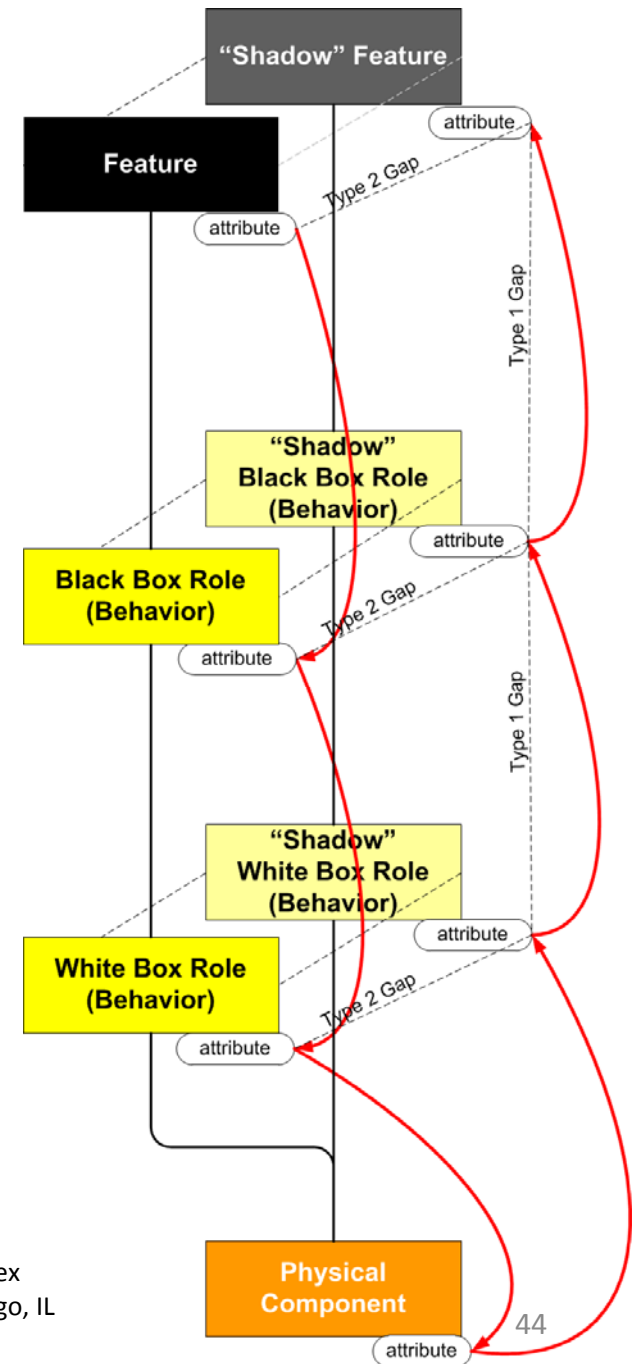 “Shadow” Feature
attribute
Feature
Type 2 Gap
attribute
Type 1 Gap
“Shadow”
Black Box Role
(Behavior)
attribute
Black Box Role
(Behavior)
Type 2 Gap
attribute
Type 1 Gap
“Shadow”
White Box Role
(Behavior)
attribute
White Box Role
(Behavior)
Type 2 Gap
attribute
Physical
Component
ex
go, IL
44
attribute